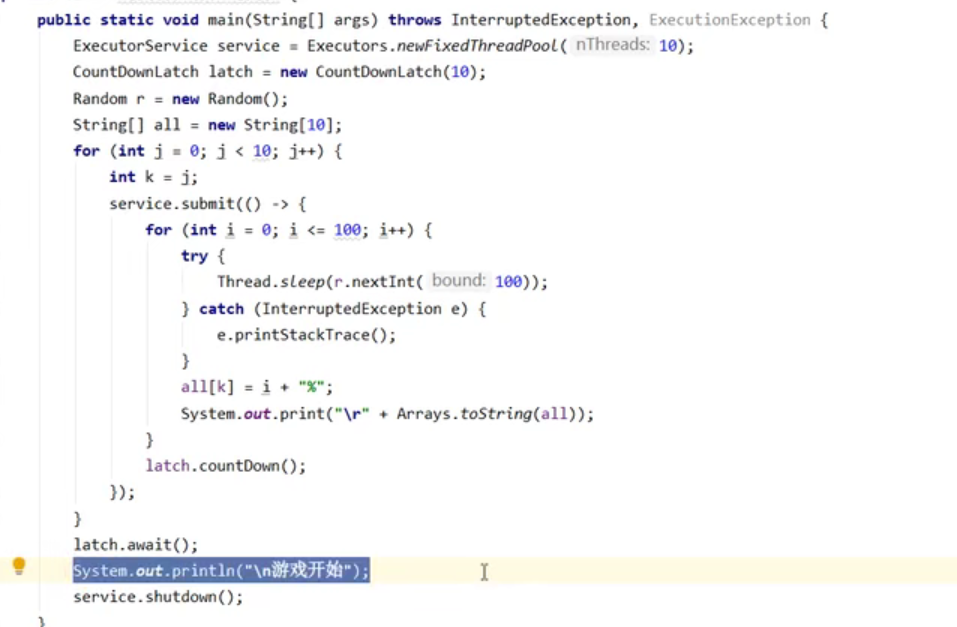 public static void main(String[] args) throws InterruptedException, ExecutionException {
ExecutorService service = Executors.newFixedThreadPool( nThreads: 10);
CountDownLatch latch = new CountDownLatch(10);
Random r = new Random();
String[] all = new String[10];
for (int j = 0; j < 10; j++) {
int k = j;
service.submit(() -> {
for (int i = 0; i <= 100; i++) {
try {
Thread.sleep(r.nextInt( bound: 100));
} catch (InterruptedException e) {
e.printStackTrace();
}
all[k] = i + "%";
System.out.print("\r" + Arrays.toString(all));
}
latch.countDown();
});
}
latch.await();
System.out.println("\n游戏开始");
service.shutdown();
}